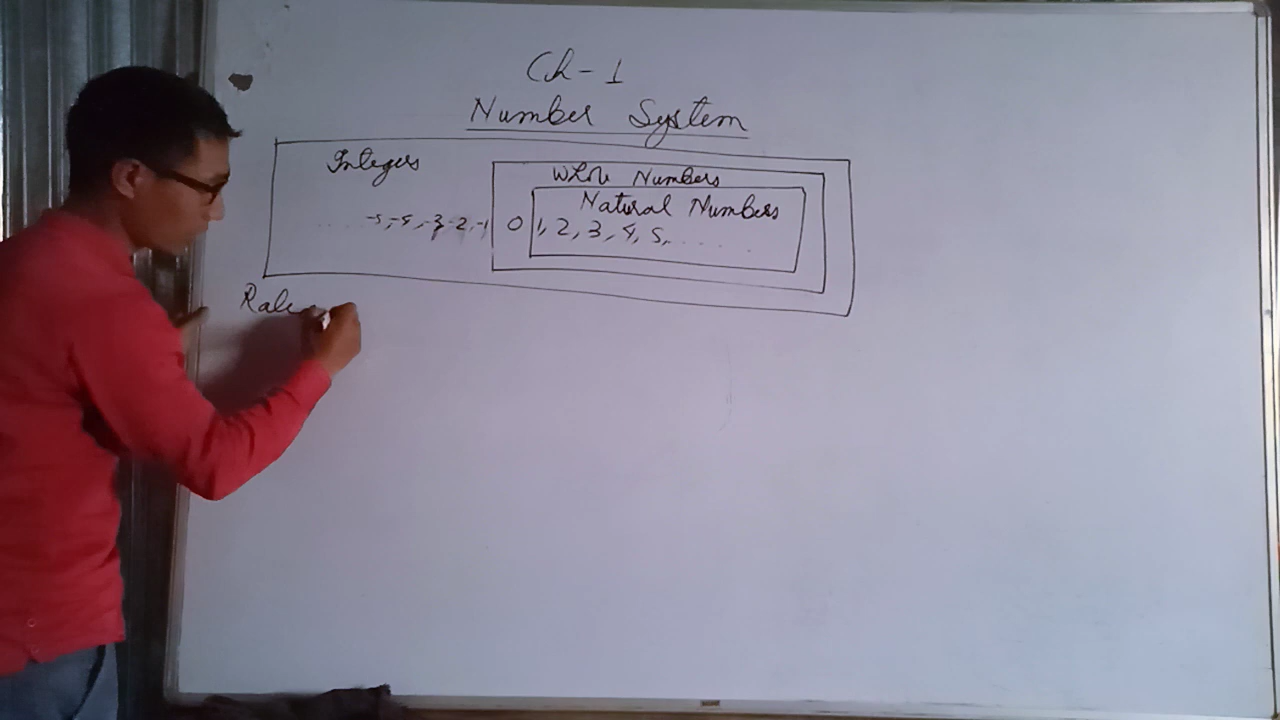 Ch-1
Number System
Integers
Whole Numbers
Natural Numbers
.... -5, -4, -3, -2, -1 0 1, 2, 3, 4, 5, ......